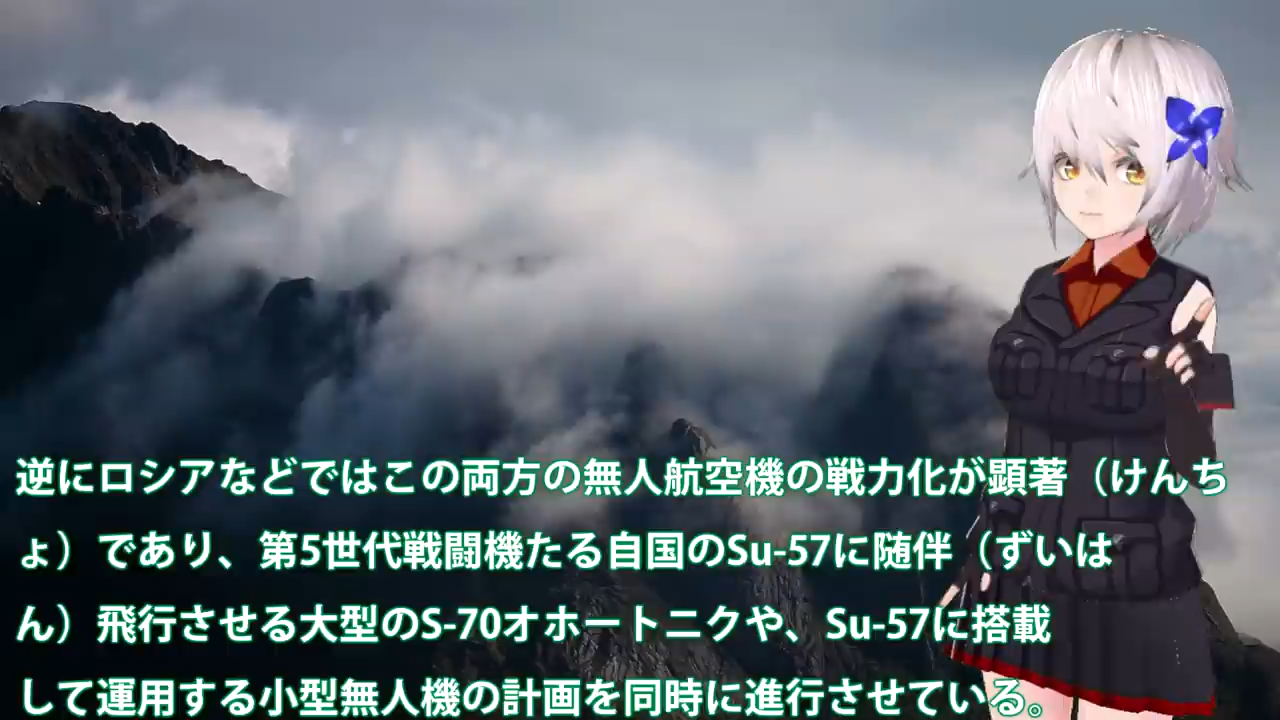 逆にロシアなどではこの両方の無人航空機の戦力化が顕著（けんち
ょ）であり、第5世代戦闘機たる自国のSu-57に随伴（ずいは
ん）飛行させる大型のS-70オホートニクや、Su-57に搭載
して運用する小型無人機の計画を同時に進行させている。